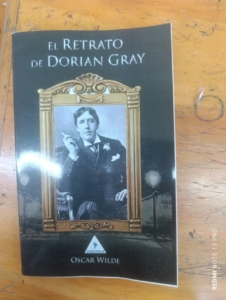 EL RETRATO
DE DORIAN GRAY
OSCAR WILDE